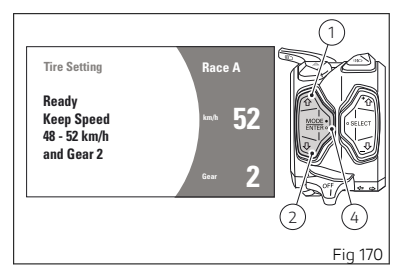 1
Tire Setting
Race A
Ready
Keep Speed
48 - 52 km/h
and Gear 2
km/h 52
Gear 2
MODE
ENTER
SELECT
OFF
2
4
Fig 170